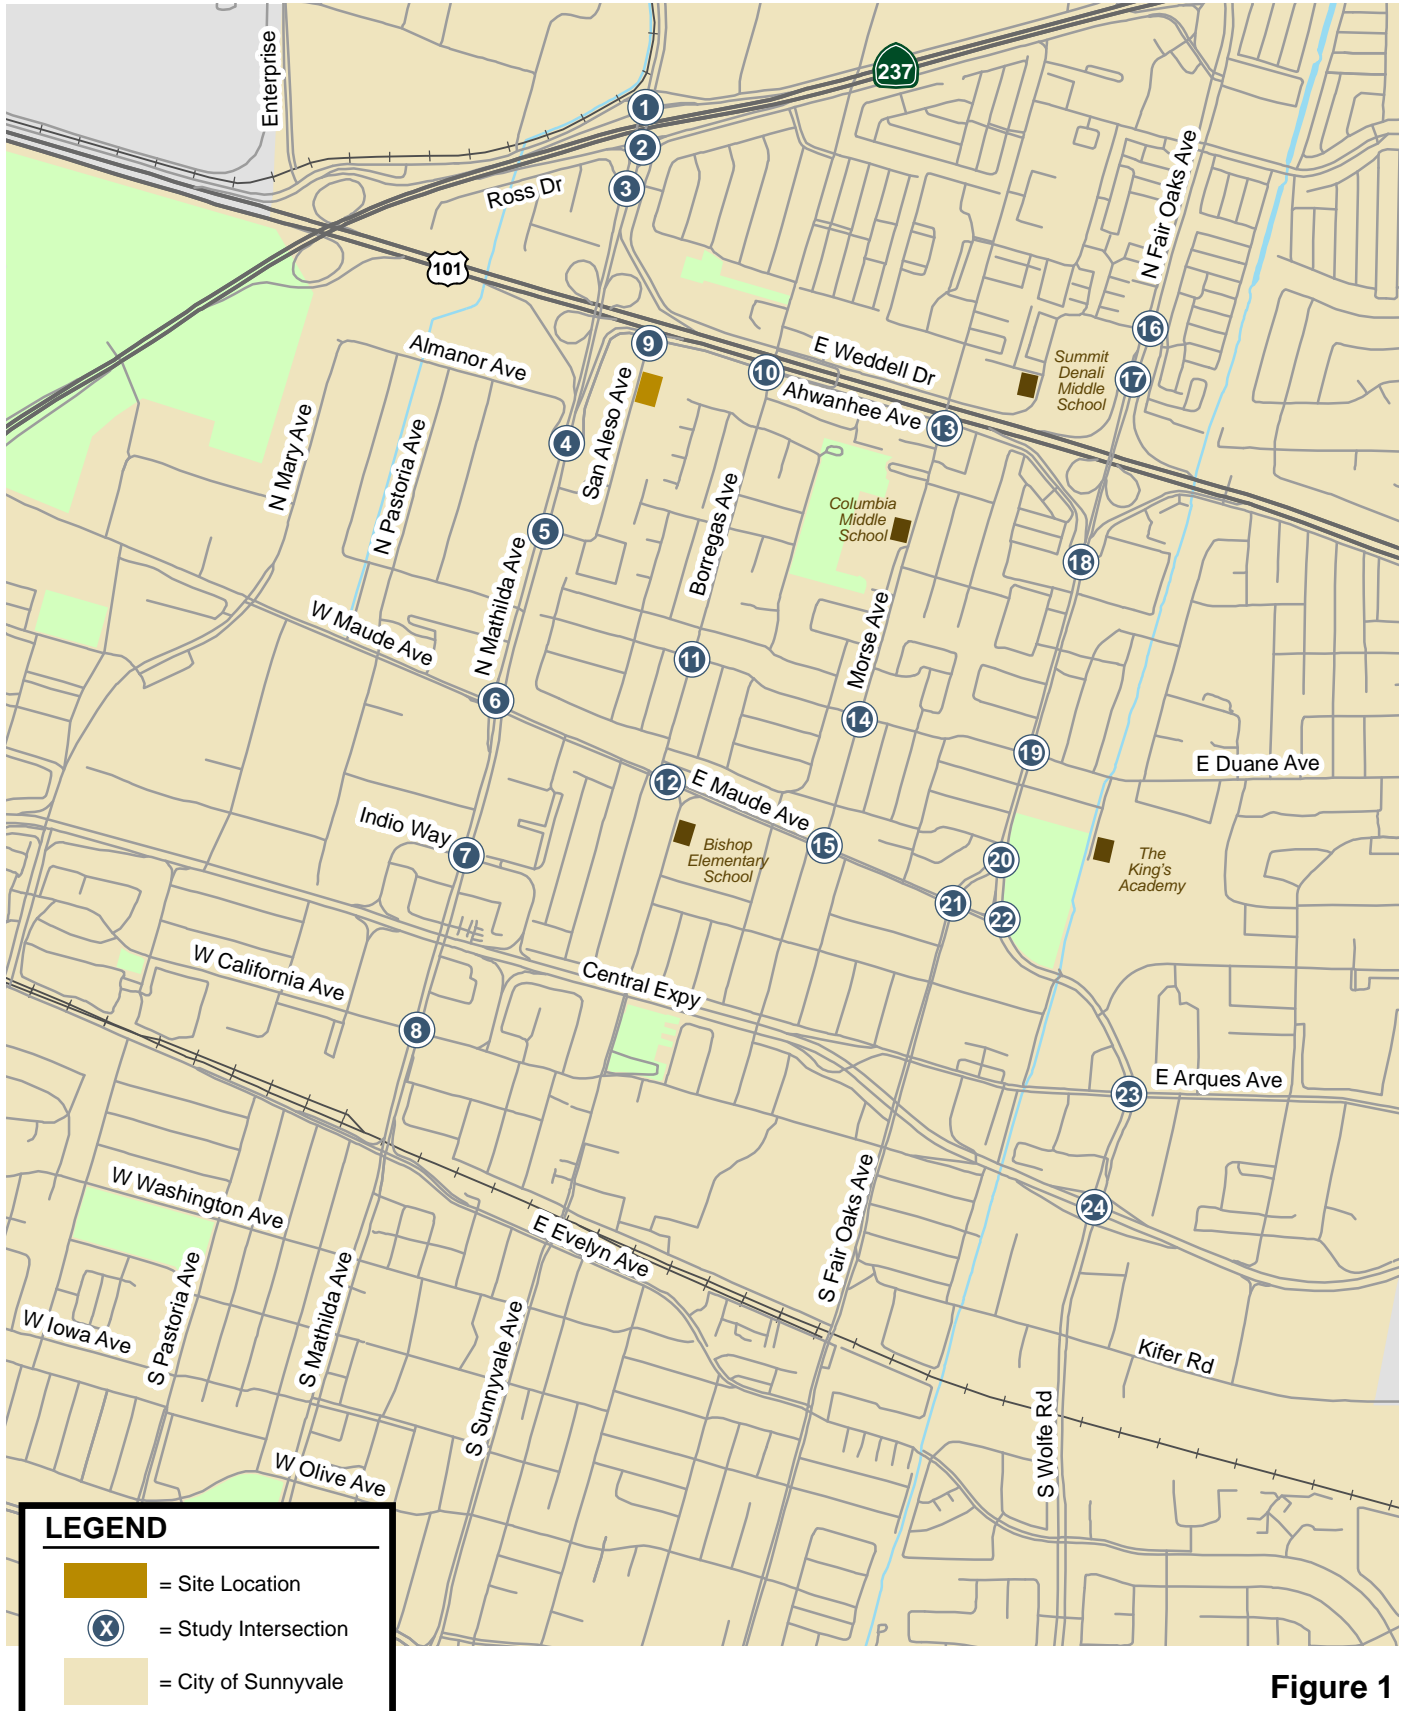 237
Enterprise
1
2
3
Ross Dr
N Fair Oaks Ave
101
16
9
E Weddell Dr
Summit
Denali
Middle
School
Almanor Ave
10
17
Ahwanhee Ave
San Aleso Ave
13
4
N Mary Ave
N Pastoria Ave
Borregas Ave
Columbia
Middle
School
5
18
N Mathilda Ave
W Maude Ave
Morse Ave
11
6
14
19
E Duane Ave
12
E Maude Ave
Indio Way
7
15
20
Bishop
Elementary
School
The
King's
Academy
21
22
W California Ave
Central Expy
8
E Arques Ave
23
W Washington Ave
S Fair Oaks Ave
24
E Evelyn Ave
S Pastoria Ave
S Mathilda Ave
S Sunnyvale Ave
W Iowa Ave
Kifer Rd
S Wolfe Rd
W Olive Ave
LEGEND
= Site Location
X
= Study Intersection
= City of Sunnyvale
Figure 1